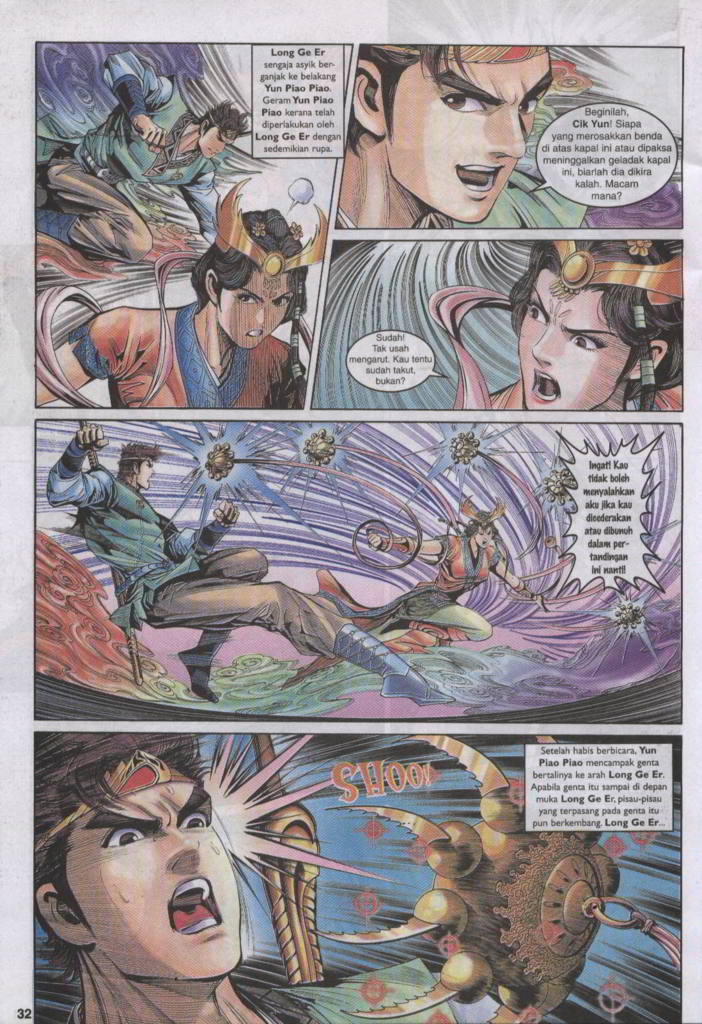 Long Ge Er
sengaja asyik ber-
ganjak ke belakang
Yun Piao Piao.
Geram Yun Piao
Piao kerana telah
diperlakukan oleh
Long Ge Er dengan
sedemikian rupa.
Beginilah,
Cik Yun! Siapa
yang merosakkan benda
di atas kapal ini atau dipaksa
meninggalkan geladak kapal
ini, biarlah dia dikira
kalah. Macam
mana?
Sudah!
Tak usah
mengarut. Kau tentu
sudah takut,
bukan?
Ingat! Kau
tidak boleh
menyalahkan
aku jika kau
dicederakan
atau dibunuh
dalam per-
tandingan
ini nanti!
Setelah habis berbicara, Yun
Piao Piao mencampak genta
bertalinya ke arah Long Ge Er.
Apabila genta itu sampai di depan
muka Long Ge Er, pisau-pisau
yang terpasang pada genta itu
pun berkembang. Long Ge Er...
SHOO!
32